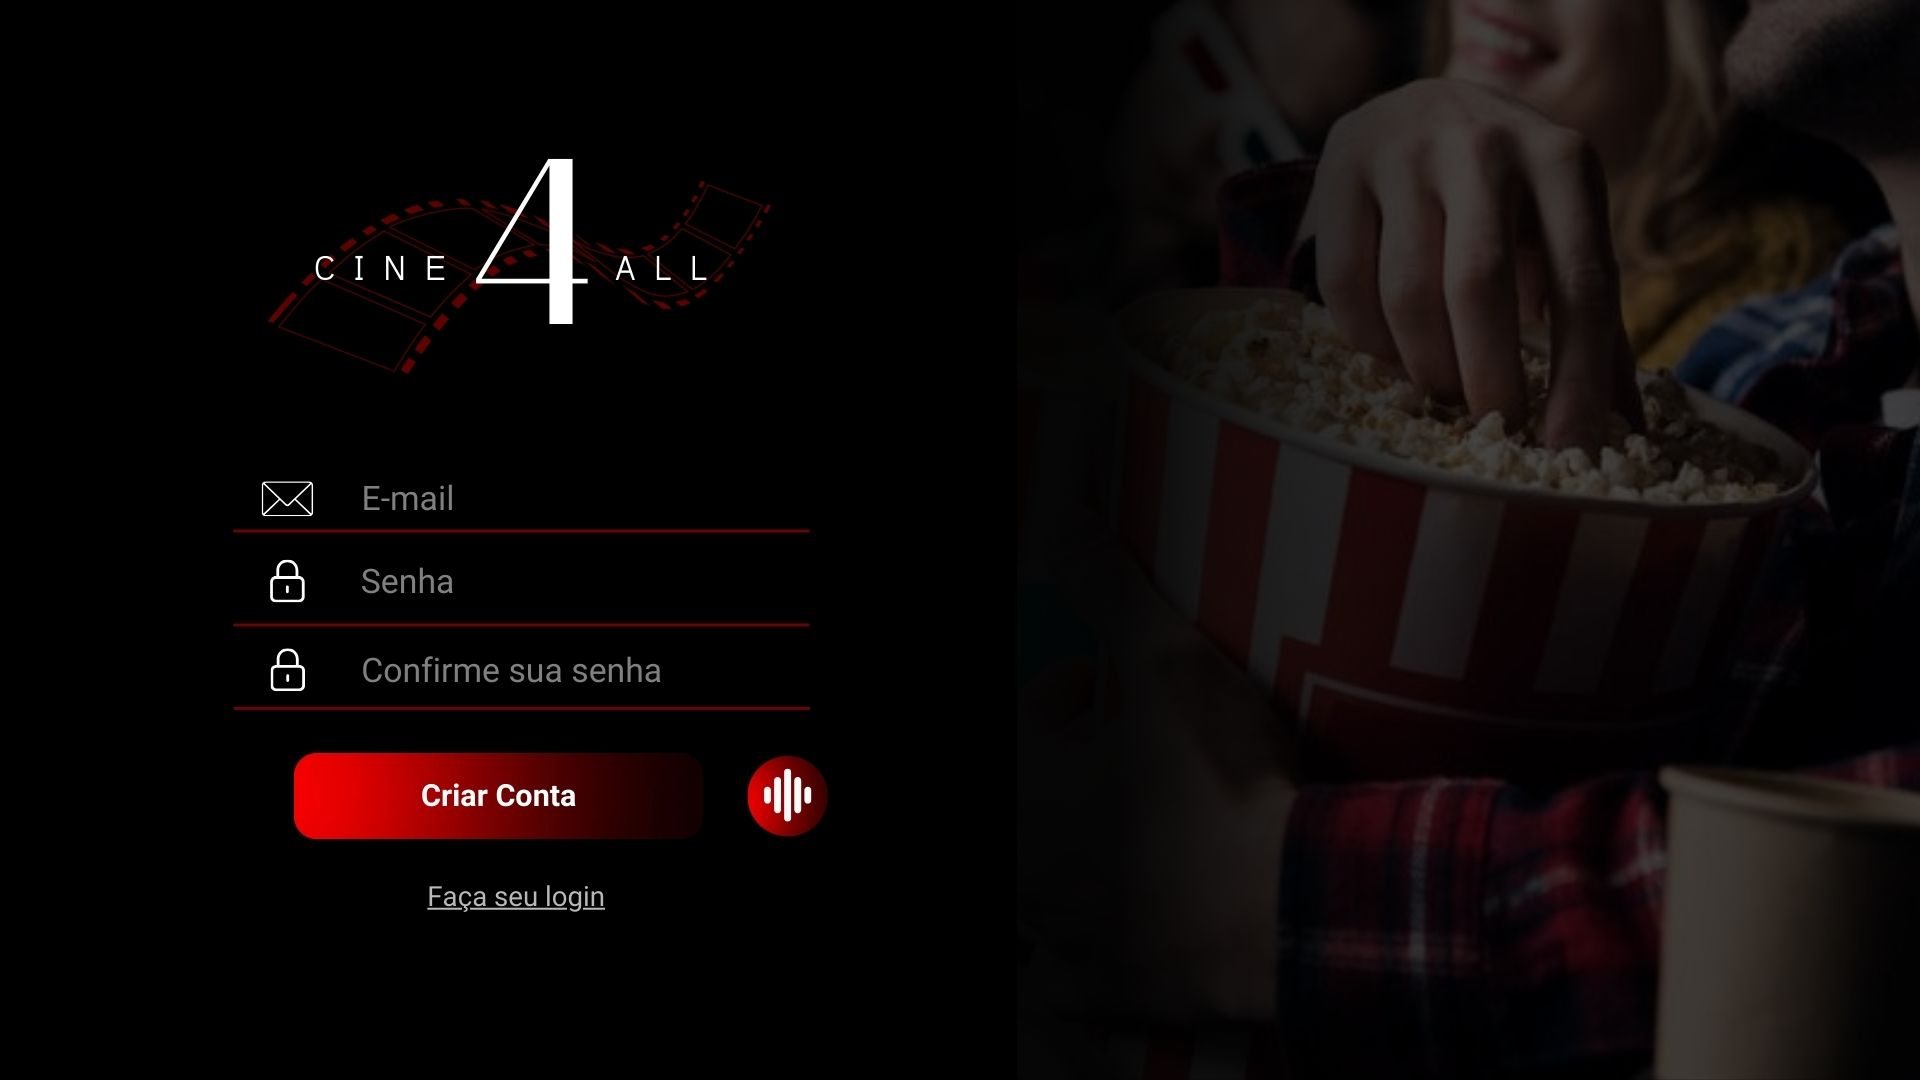 CINE 4 ALL
E-mail
Senha
Confirme sua senha
Criar Conta
Faça seu login